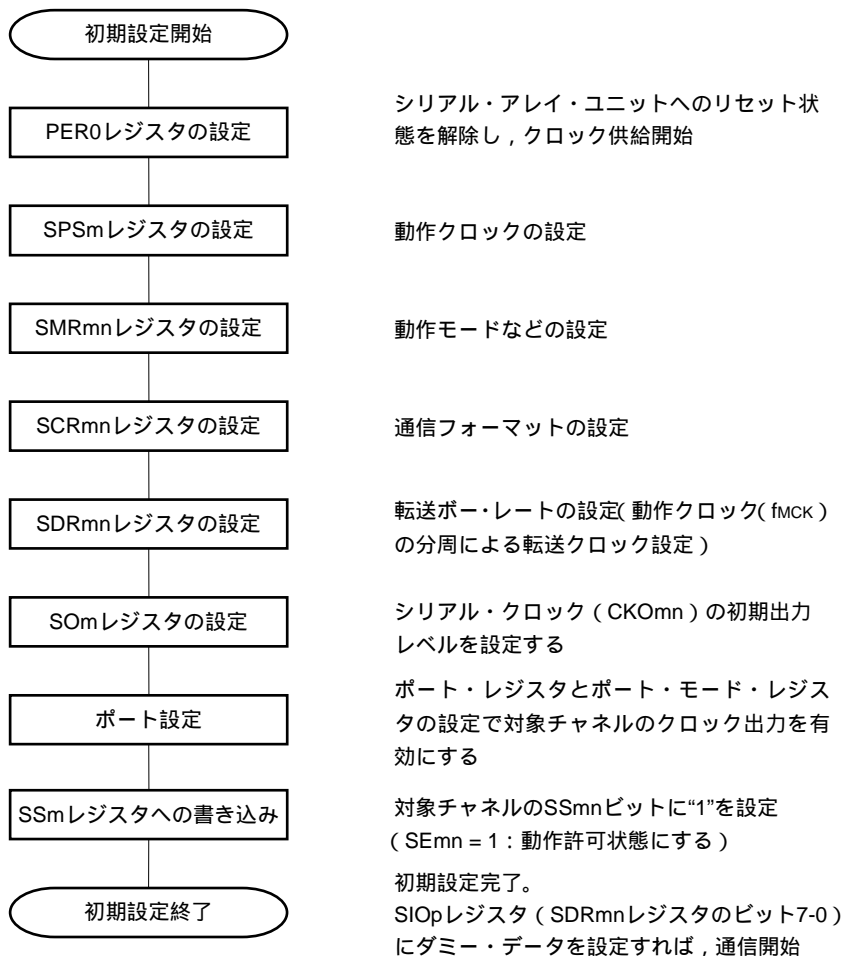 初期設定開始
PER0レジスタの設定
シリアル・アレイ・ユニットへのリセット状
態を解除し,クロック供給開始
SPSmレジスタの設定
動作クロックの設定
SMRmnレジスタの設定
動作モードなどの設定
SCRmnレジスタの設定
通信フォーマットの設定
SDRmnレジスタの設定
転送ボー・レートの設定(動作クロック(fMCK)
の分周による転送クロック設定)
SOmレジスタの設定
シリアル・クロック(CKOmn)の初期出力
レベルを設定する
ポート設定
ポート・レジスタとポート・モード・レジス
タの設定で対象チャネルのクロック出力を有
効にする
SSmレジスタへの書き込み
対象チャネルのSSmnビットに“1”を設定
(SEmn = 1:動作許可状態にする)
初期設定終了
初期設定完了。
SIOpレジスタ(SDRmnレジスタのビット7-0)
にダミー・データを設定すれば,通信開始